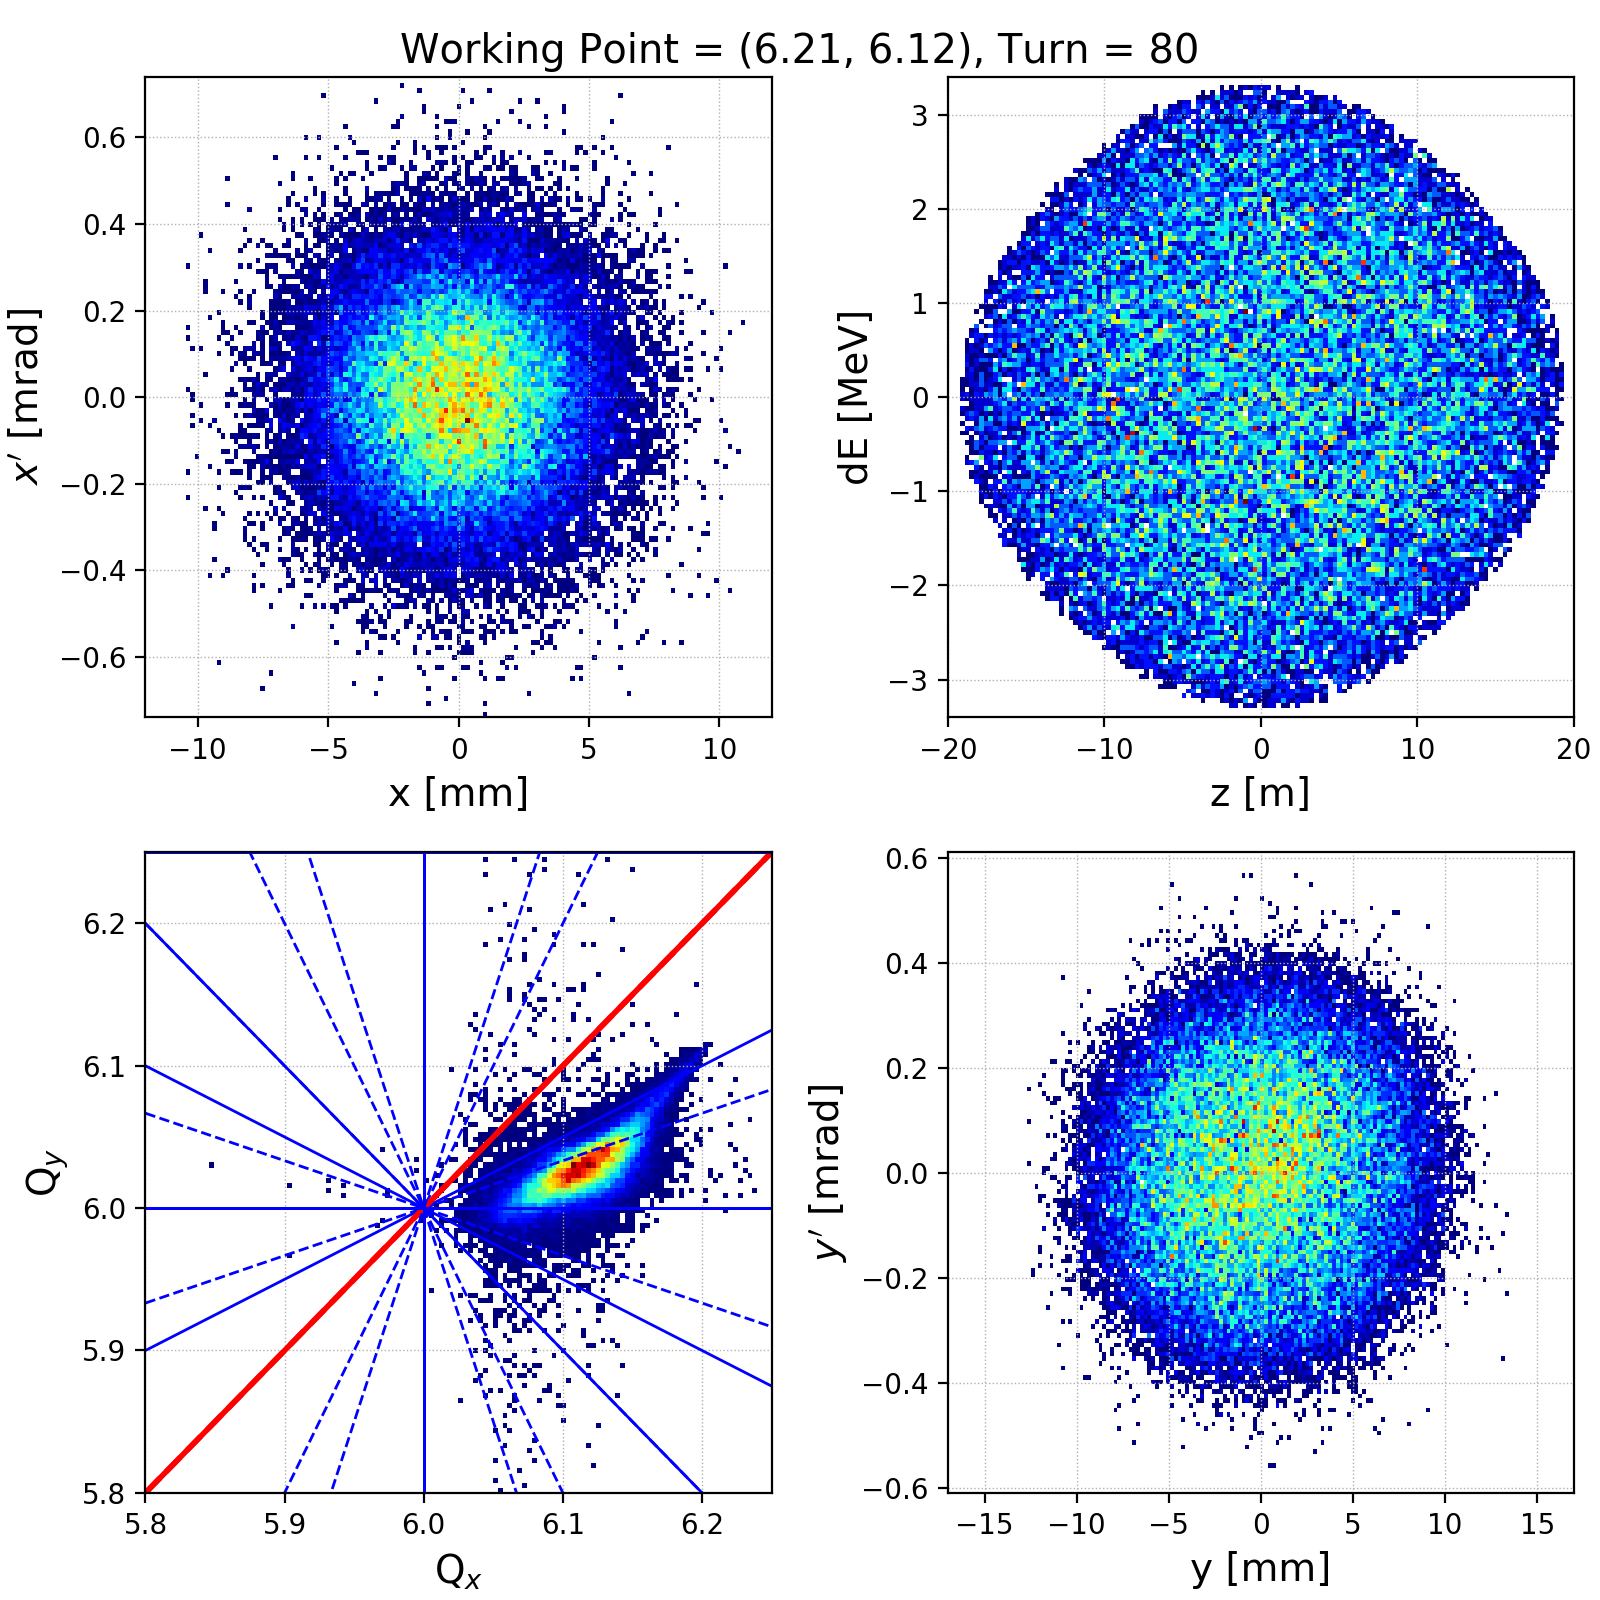 Working Point = (6.21, 6.12), Turn = 80
0.6
0.4
0.2
0.0
−0.2
−0.4
−0.6
x′ [mrad]
−10 −5 0 5 10
x [mm]
3
2
1
0
−1
−2
−3
dE [MeV]
−20 −10 0 10 20
z [m]
6.2
6.1
6.0
5.9
5.8
Qy
5.8 5.9 6.0 6.1 6.2
Qx
0.6
0.4
0.2
0.0
−0.2
−0.4
−0.6
y′ [mrad]
−15 −10 −5 0 5 10 15
y [mm]